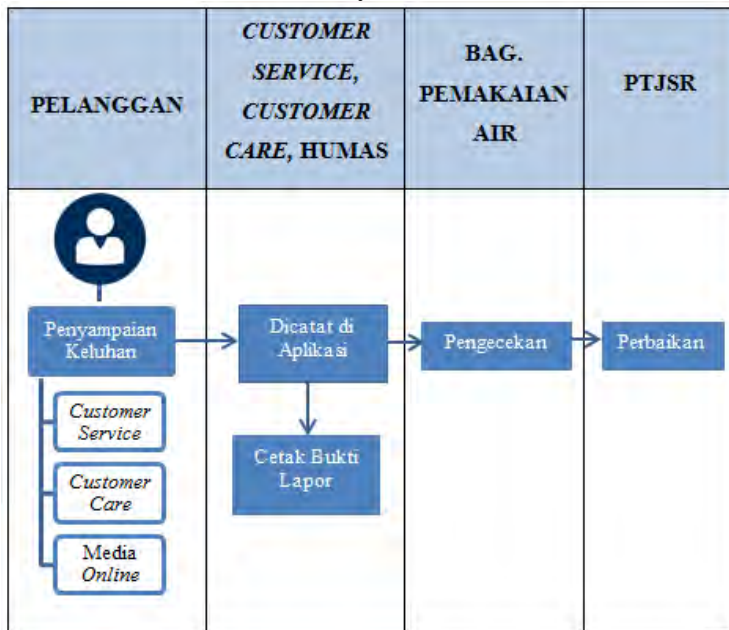 PELANGGAN
CUSTOMER
SERVICE,
CUSTOMER
CARE, HUMAS
BAG.
PEMAKAIAN
AIR
PTJSR
Penyampaian
Keluhan
Customer
Service
Customer
Care
Media
Online
Dicatat di
Aplikasi
Cetak Bukti
Lapor
Pengecekan
Perbaikan